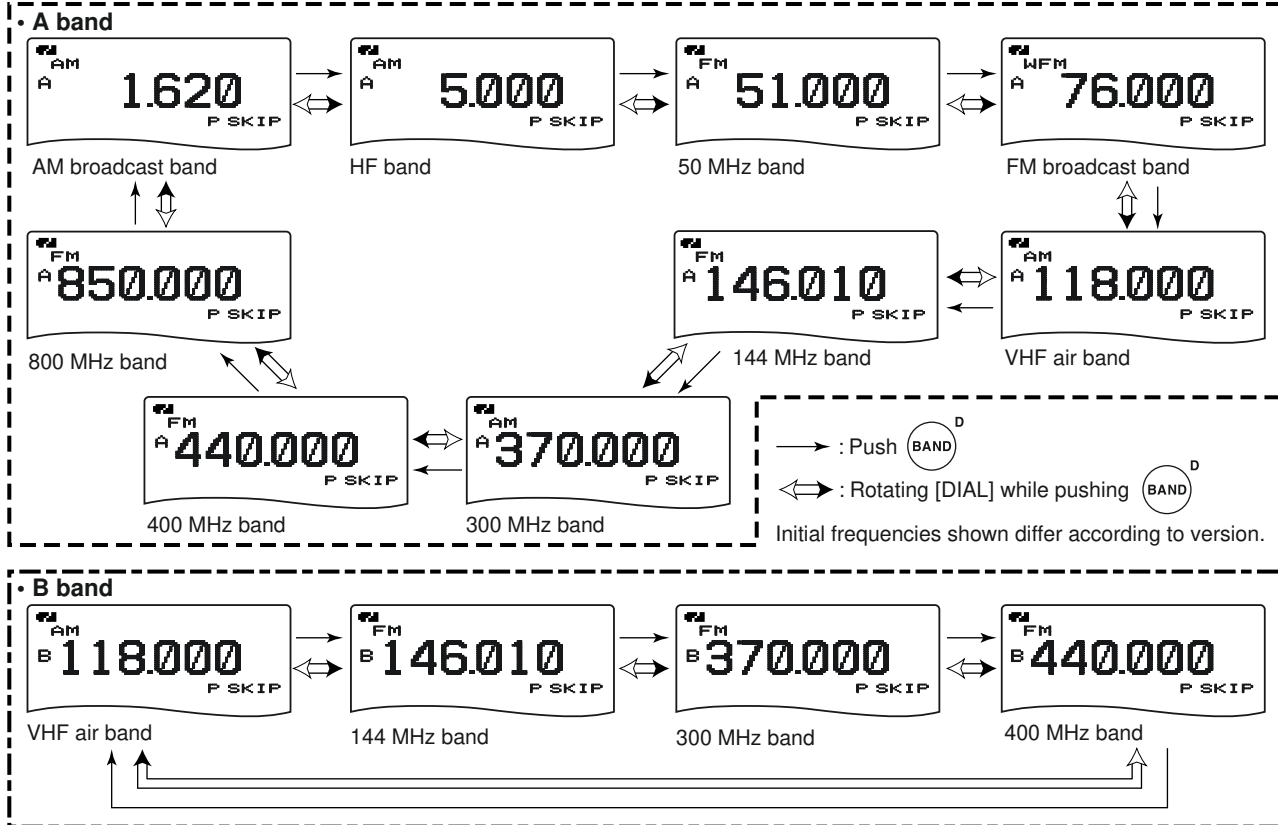 • A band
AM
A 1.620
P SKIP
AM broadcast band
AM
A 5.000
P SKIP
HF band
FM
A 51.000
P SKIP
50 MHz band
WFM
A 76.000
P SKIP
FM broadcast band
FM
A 850.000
P SKIP
800 MHz band
FM
A 146.010
P SKIP
144 MHz band
AM
A 118.000
P SKIP
VHF air band
FM
A 440.000
P SKIP
400 MHz band
AM
A 370.000
P SKIP
300 MHz band
: Push BAND D
: Rotating [DIAL] while pushing BAND D
Initial frequencies shown differ according to version.
• B band
AM
B 118.000
P SKIP
VHF air band
FM
B 146.010
P SKIP
144 MHz band
FM
B 370.000
P SKIP
300 MHz band
FM
B 440.000
P SKIP
400 MHz band